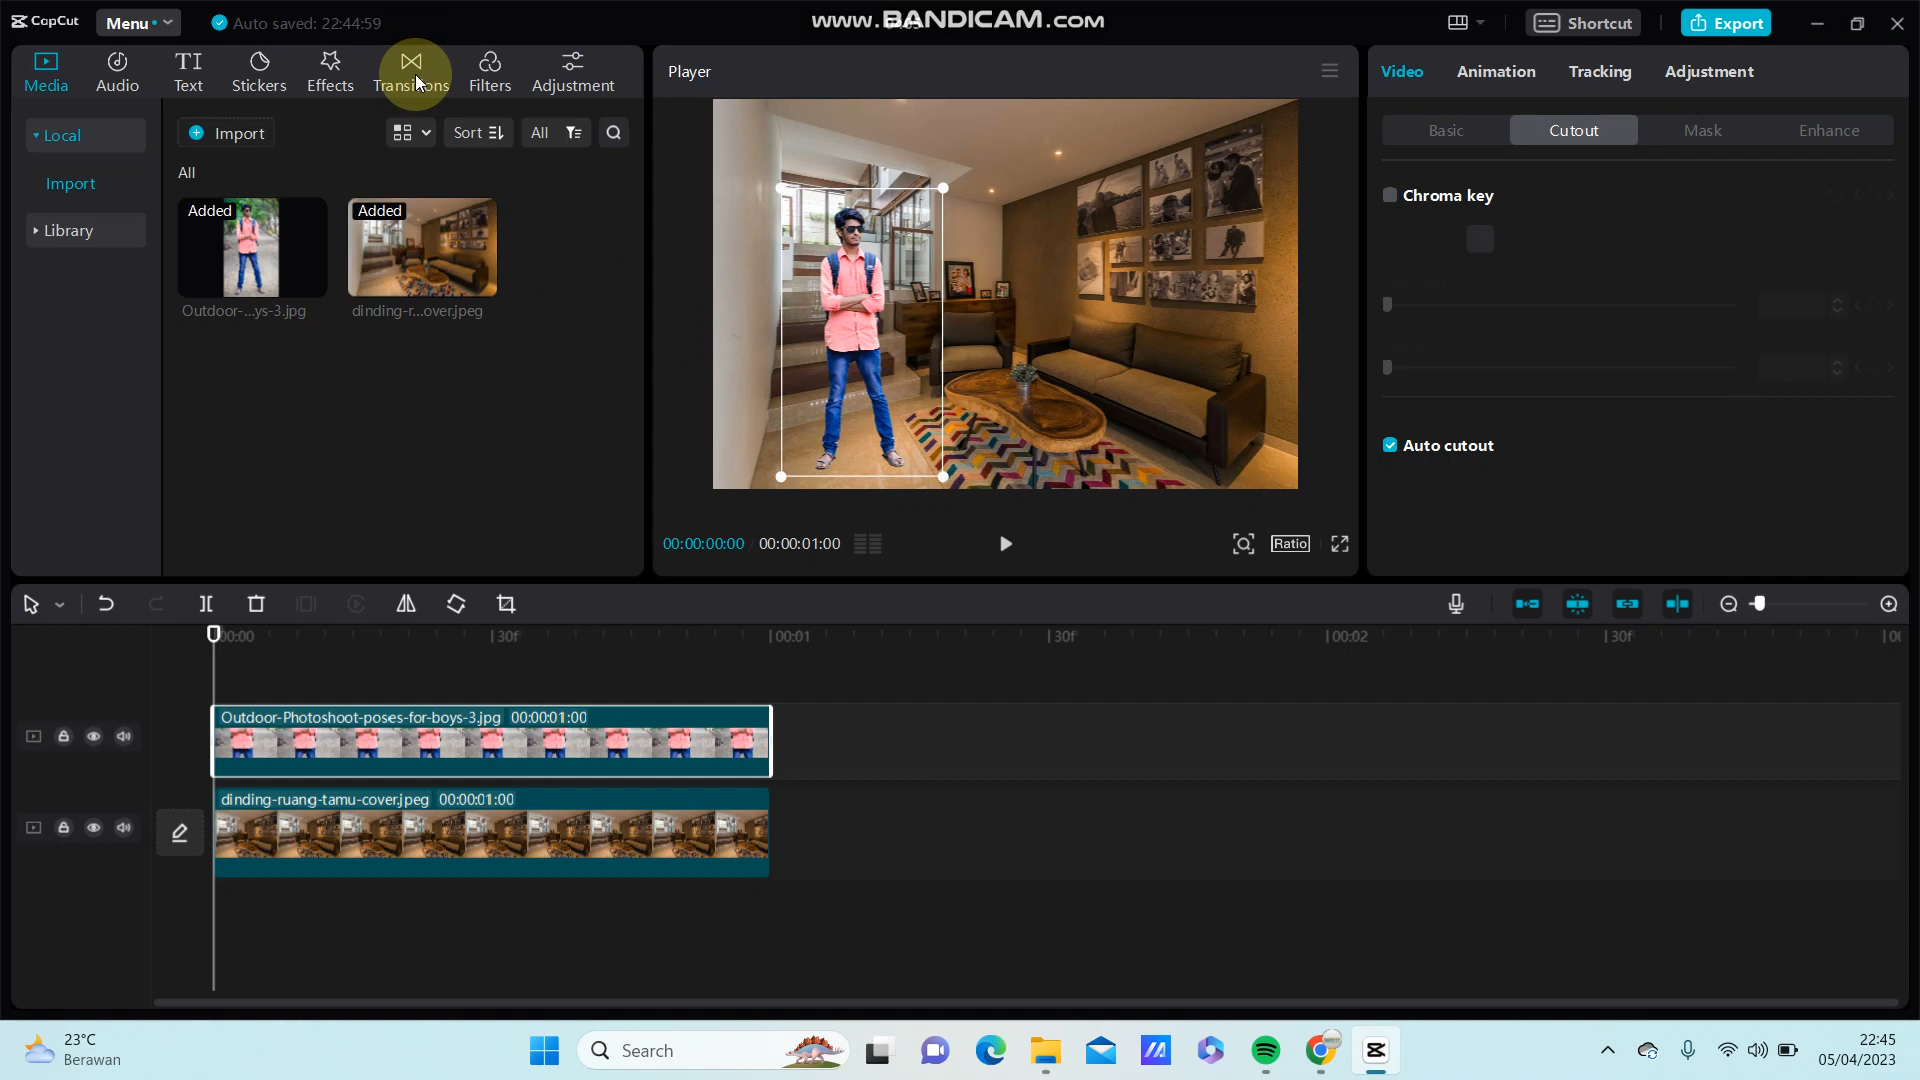 CapCut Menu Auto saved: 22:44:59 www.BANDICAM.COM Shortcut Export
Media Audio Text Stickers Effects Transitions Filters Adjustment
Local
Import
Library
Import Sort All
All
Added Added
Outdoor-...ys-3.jpg dinding-r...over.jpeg
Player
00:00:00:00 / 00:00:01:00 Ratio
Video Animation Tracking Adjustment
Basic Cutout Mask Enhance
Chroma key
Auto cutout
00:00 30f 00:01 30f 00:02 30f
Outdoor-Photoshoot-poses-for-boys-3.jpg 00:00:01:00
dinding-ruang-tamu-cover.jpeg 00:00:01:00
23°C
Berawan
Search
22:45
05/04/2023